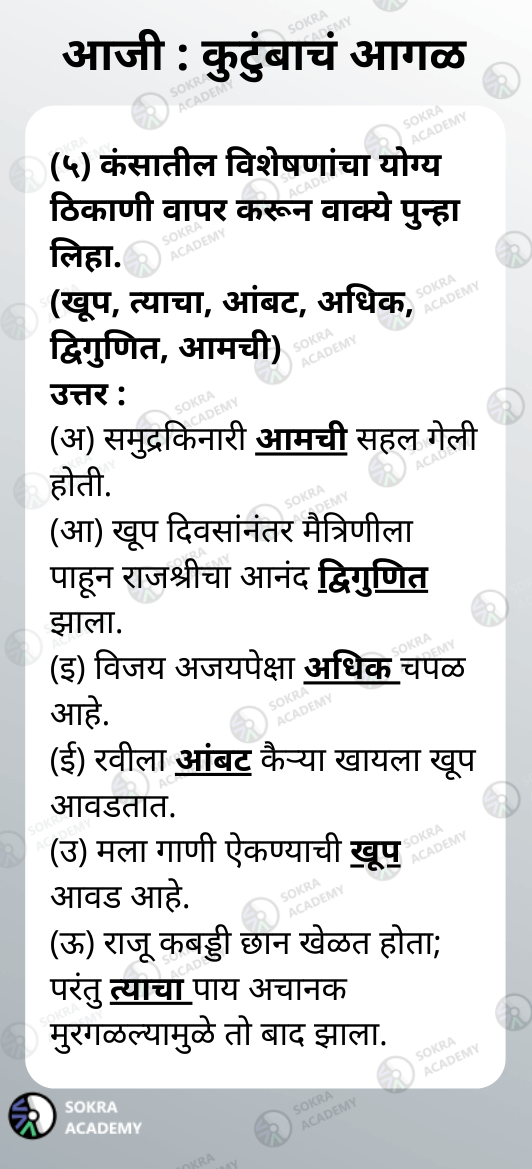 आजी : कुटुंबाचं आगळ
(५) कंसातील विशेषणांचा योग्य
ठिकाणी वापर करून वाक्ये पुन्हा
लिहा.
(खूप, त्याचा, आंबट, अधिक,
द्विगुणित, आमची)
उत्तर :
(अ) समुद्रकिनारी आमची सहल गेली
होती.
(आ) खूप दिवसांनंतर मैत्रिणीला
पाहून राजश्रीचा आनंद द्विगुणित
झाला.
(इ) विजय अजयपेक्षा अधिक चपळ
आहे.
(ई) रवीला आंबट कैऱ्या खायला खूप
आवडतात.
(उ) मला गाणी ऐकण्याची खूप
आवड आहे.
(ऊ) राजू कबड्डी छान खेळत होता;
परंतु त्याचा पाय अचानक
मुरगळल्यामुळे तो बाद झाला.
SOKRA
ACADEMY